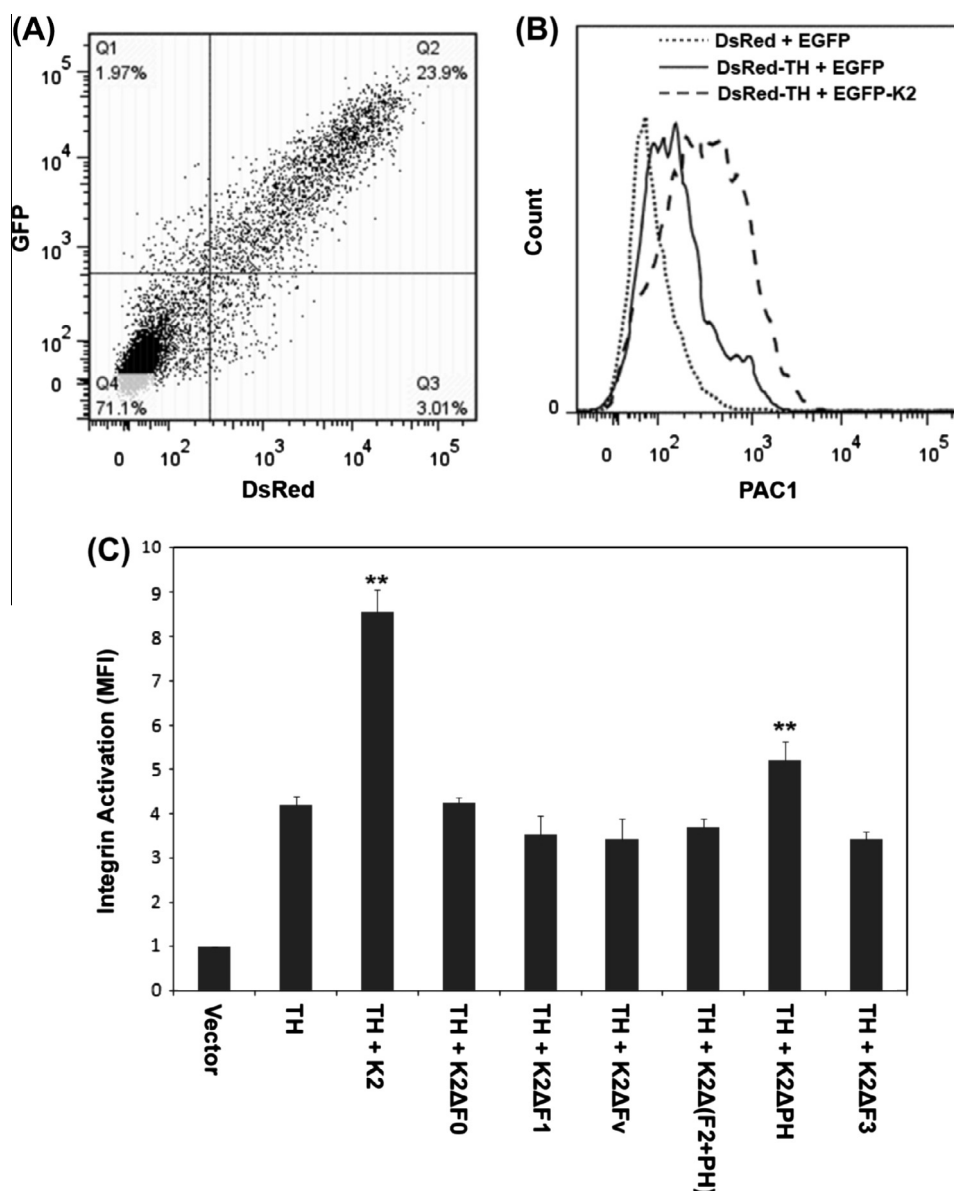 (A)
Q1
1.97%
Q2
23.9%
10^5
10^4
10^3
10^2
0
GFP
Q4
71.1%
Q3
3.01%
0 10^2 10^3 10^4 10^5
DsRed
(B)
DsRed + EGFP
DsRed-TH + EGFP
DsRed-TH + EGFP-K2
Count
0
0 10^2 10^3 10^4 10^5
PAC1
(C)
10
9
8
7
6
5
4
3
2
1
0
Integrin Activation (MFI)
**
**
Vector
TH
TH + K2
TH + K2ΔF0
TH + K2ΔF1
TH + K2ΔFv
TH + K2Δ(F2+PH)
TH + K2ΔPH
TH + K2ΔF3